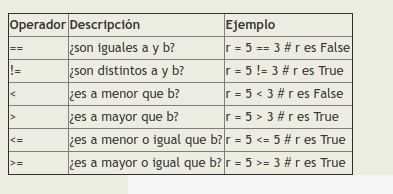 Operador Descripción Ejemplo
== ¿son iguales a y b? r = 5 == 3 # r es False
!= ¿son distintos a y b? r = 5 != 3 # r es True
< ¿es a menor que b? r = 5 < 3 # r es False
> ¿es a mayor que b? r = 5 > 3 # r es True
<= ¿es a menor o igual que b? r = 5 <= 5 # r es True
>= ¿es a mayor o igual que b? r = 5 >= 3 # r es True